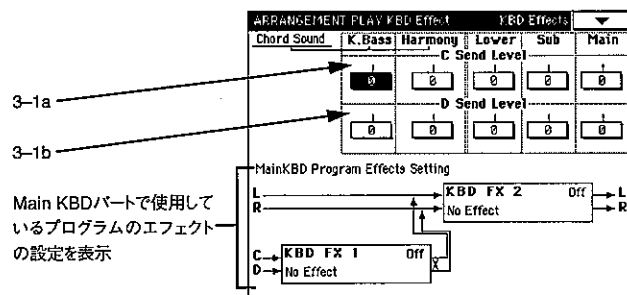 ARRANGEMENT PLAY KBD Effect KBD Effects
Chord Sound K.Bass Harmony Lower Sub Main
C Send Level
0 0 0 0 0
D Send Level
0 0 0 0 0
3–1a
3–1b
MainKBD Program Effects Setting
Main KBDパートで使用して
いるプログラムのエフェクト
の設定を表示
L KBD FX 2 Off L
R No Effect R
C KBD FX 1 Off
D No Effect